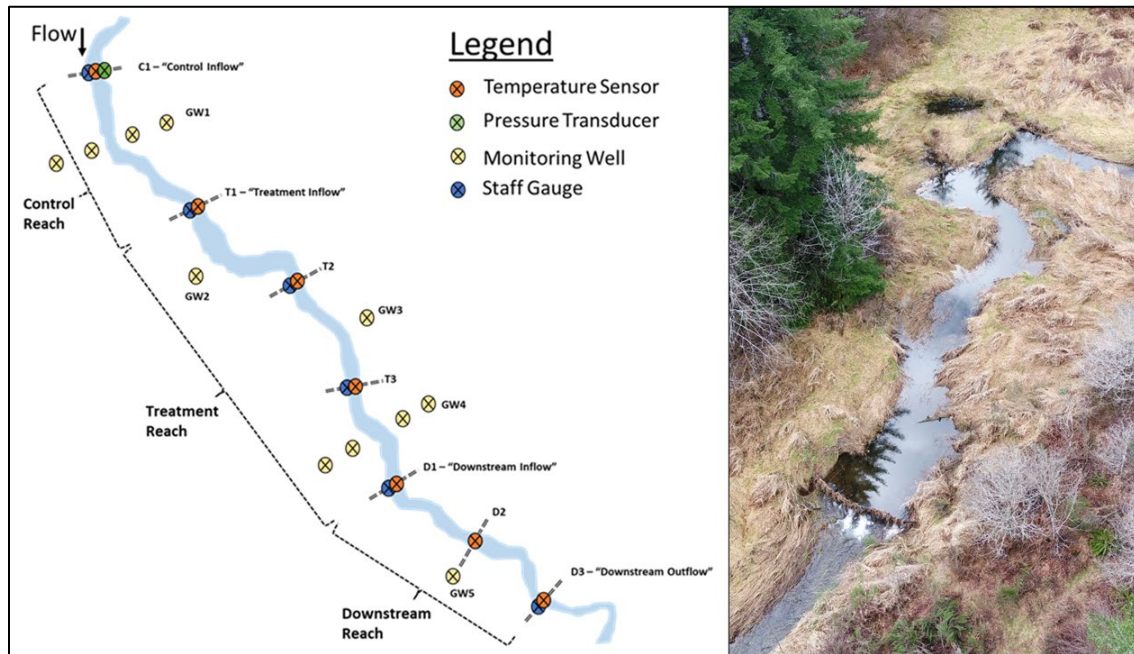 Flow
C1 – "Control Inflow"
Legend
Temperature Sensor
Pressure Transducer
Monitoring Well
Staff Gauge
GW1
Control
Reach
T1 – "Treatment Inflow"
GW2
T2
GW3
T3
Treatment
Reach
GW4
D1 – "Downstream Inflow"
D2
GW5
D3 – "Downstream Outflow"
Downstream
Reach